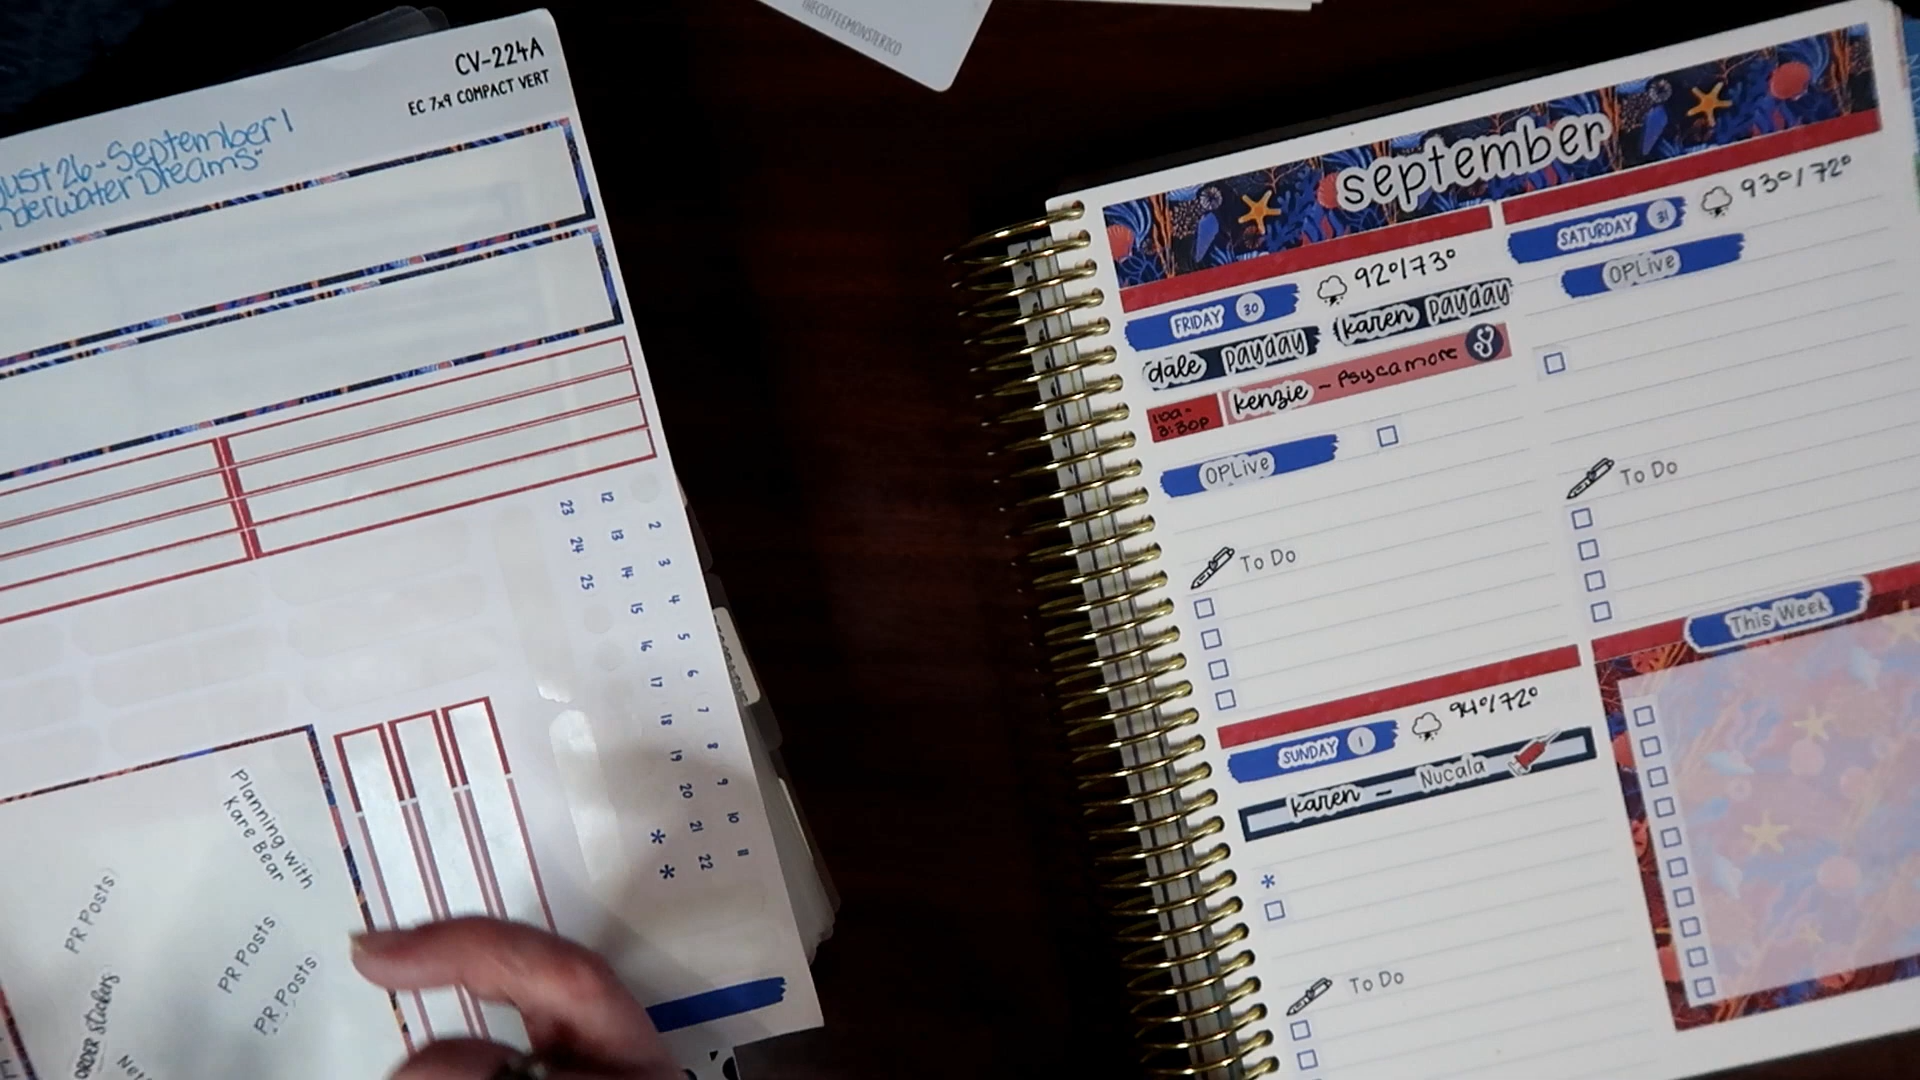 THECOFFEEMONSTERZCO
CV-224A
EC 7x9 COMPACT VERT
ust 26-September 1
nderwater Dreams"
12
23
2
13
24
3
14
25
4
15
5
16
6
17
7
18
8
19
9
20
10
21
11
22
*
*
Planning with
Kare Bear
PR Posts
PR Posts
PR Posts
ORDER stickers
september
FRIDAY 30
92°/73°
dale payday
karen payday
10a-
3:30p
kenzie - Psycamore
OPLive
To Do
SATURDAY 31
93°/72°
OPLive
To Do
SUNDAY 1
94°/72°
karen - Nucala
*
To Do
This Week